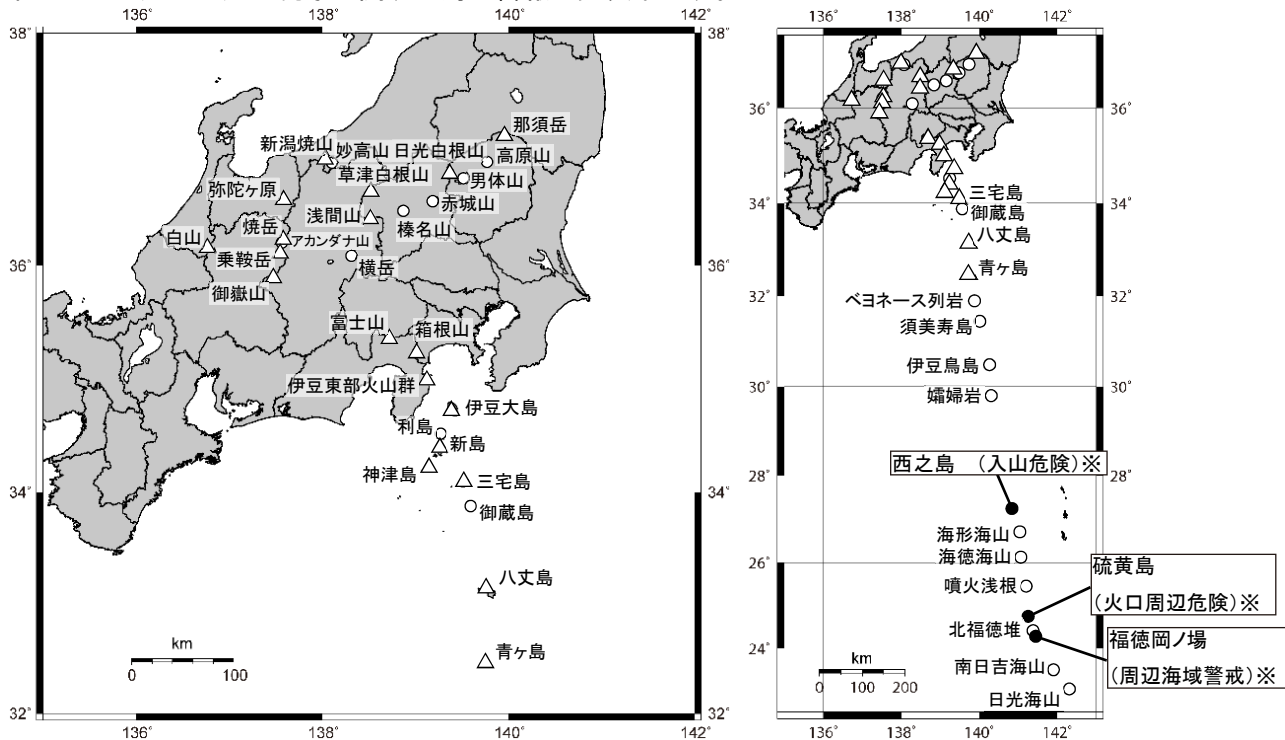 136°
138°
140°
142°
38°
36°
34°
32°
那須岳
新潟焼山
妙高山
日光白根山
高原山
草津白根山
男体山
弥陀ヶ原
赤城山
浅間山
焼岳
榛名山
白山
アカンダナ山
乗鞍岳
横岳
御嶽山
富士山
箱根山
伊豆東部火山群
伊豆大島
利島
新島
神津島
三宅島
御蔵島
八丈島
青ヶ島
km
0
100
136°
138°
140°
142°
136°
138°
140°
142°
36°
34°
32°
30°
28°
26°
24°
三宅島
御蔵島
八丈島
青ヶ島
ベヨネース列岩
須美寿島
伊豆鳥島
孀婦岩
西之島 (入山危険)※
海形海山
海徳海山
噴火浅根
硫黄島
(火口周辺危険)※
北福徳堆
福徳岡ノ場
(周辺海域警戒)※
南日吉海山
日光海山
km
0
100
200
136°
138°
140°
142°